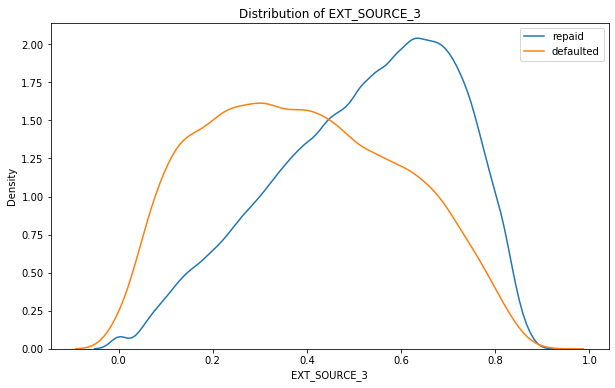 Distribution of EXT_SOURCE_3
repaid
defaulted
2.00
1.75
1.50
1.25
1.00
0.75
0.50
0.25
0.00
Density
0.0 0.2 0.4 0.6 0.8 1.0
EXT_SOURCE_3